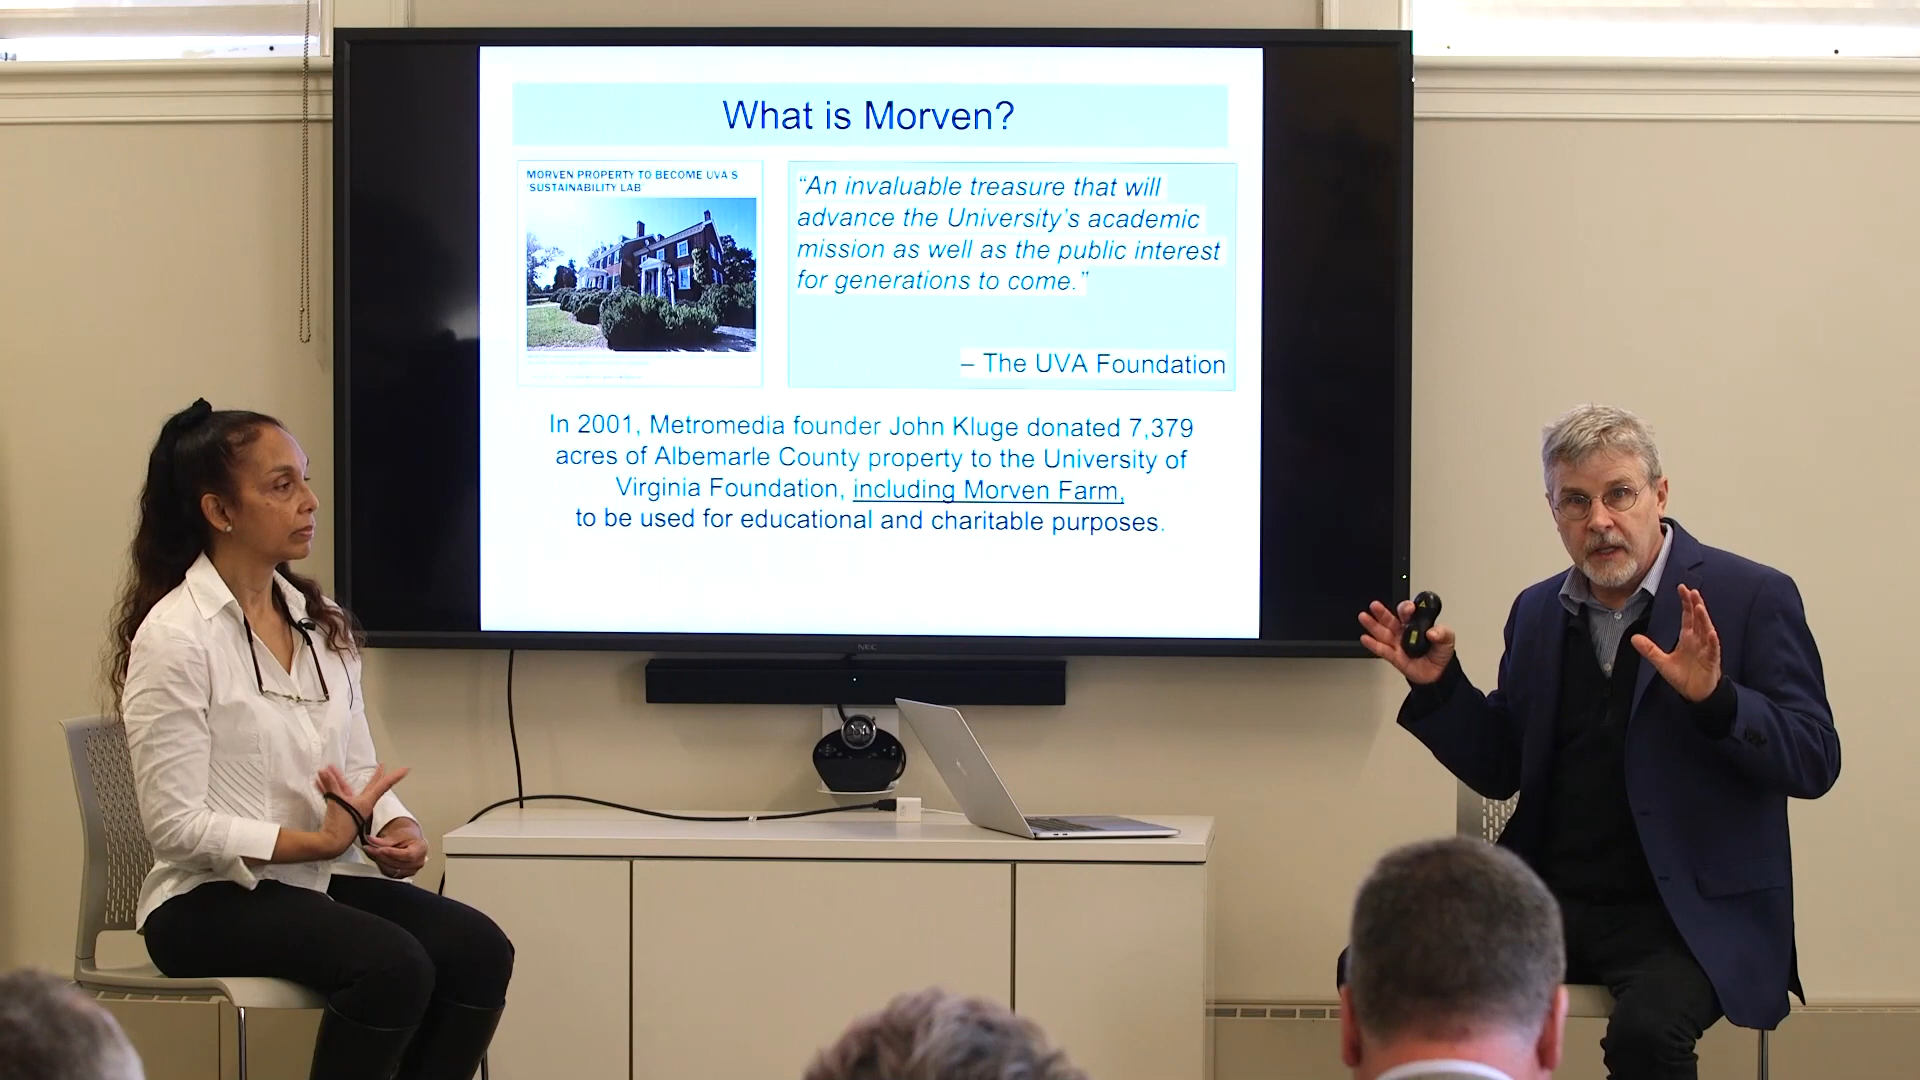 What is Morven?
MORVEN PROPERTY TO BECOME UVA'S
'SUSTAINABILITY LAB
“An invaluable treasure that will
advance the University’s academic
mission as well as the public interest
for generations to come.”
– The UVA Foundation
In 2001, Metromedia founder John Kluge donated 7,379
acres of Albemarle County property to the University of
Virginia Foundation, including Morven Farm,
to be used for educational and charitable purposes.
NEC